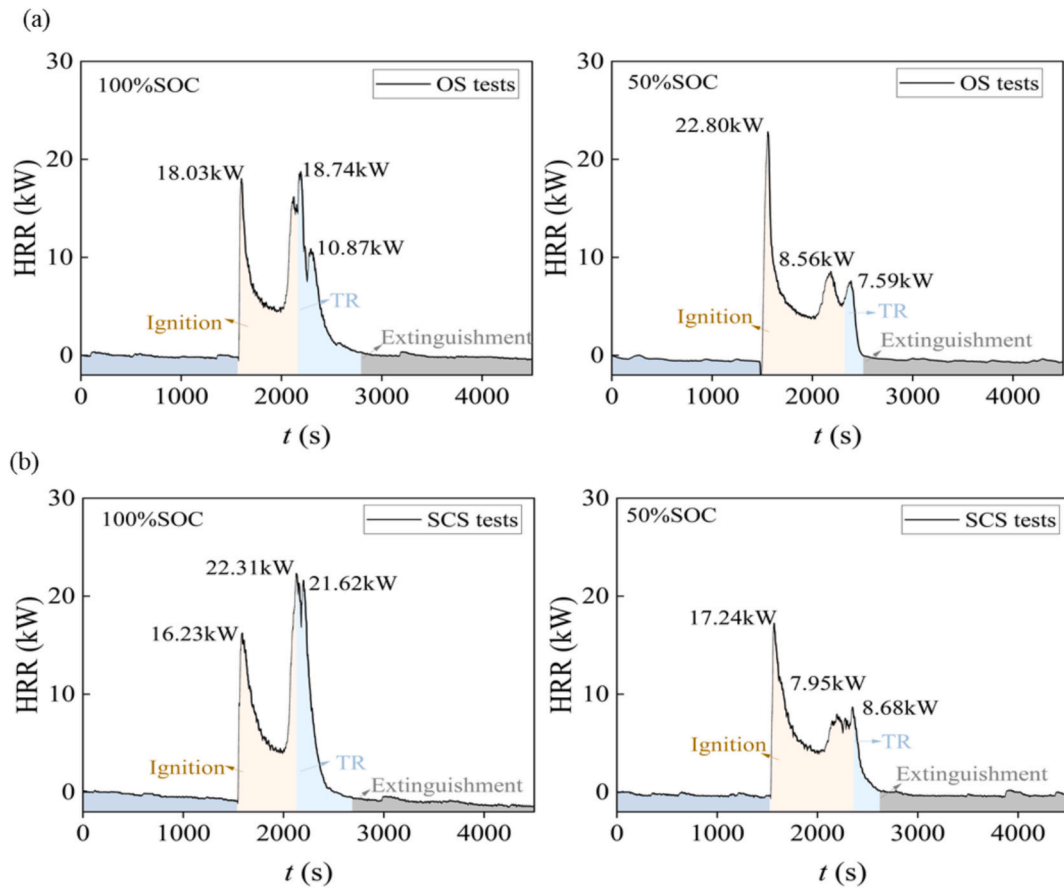 (a)
100%SOC
OS tests
18.03kW
18.74kW
10.87kW
Ignition
TR
Extinguishment
HRR (kW)
30
20
10
0
0 1000 2000 3000 4000
t (s)
50%SOC
OS tests
22.80kW
8.56kW
7.59kW
Ignition
TR
Extinguishment
HRR (kW)
30
20
10
0
0 1000 2000 3000 4000
t (s)
(b)
100%SOC
SCS tests
22.31kW
21.62kW
16.23kW
Ignition
TR
Extinguishment
HRR (kW)
30
20
10
0
0 1000 2000 3000 4000
t (s)
50%SOC
SCS tests
17.24kW
7.95kW
8.68kW
Ignition
TR
Extinguishment
HRR (kW)
30
20
10
0
0 1000 2000 3000 4000
t (s)